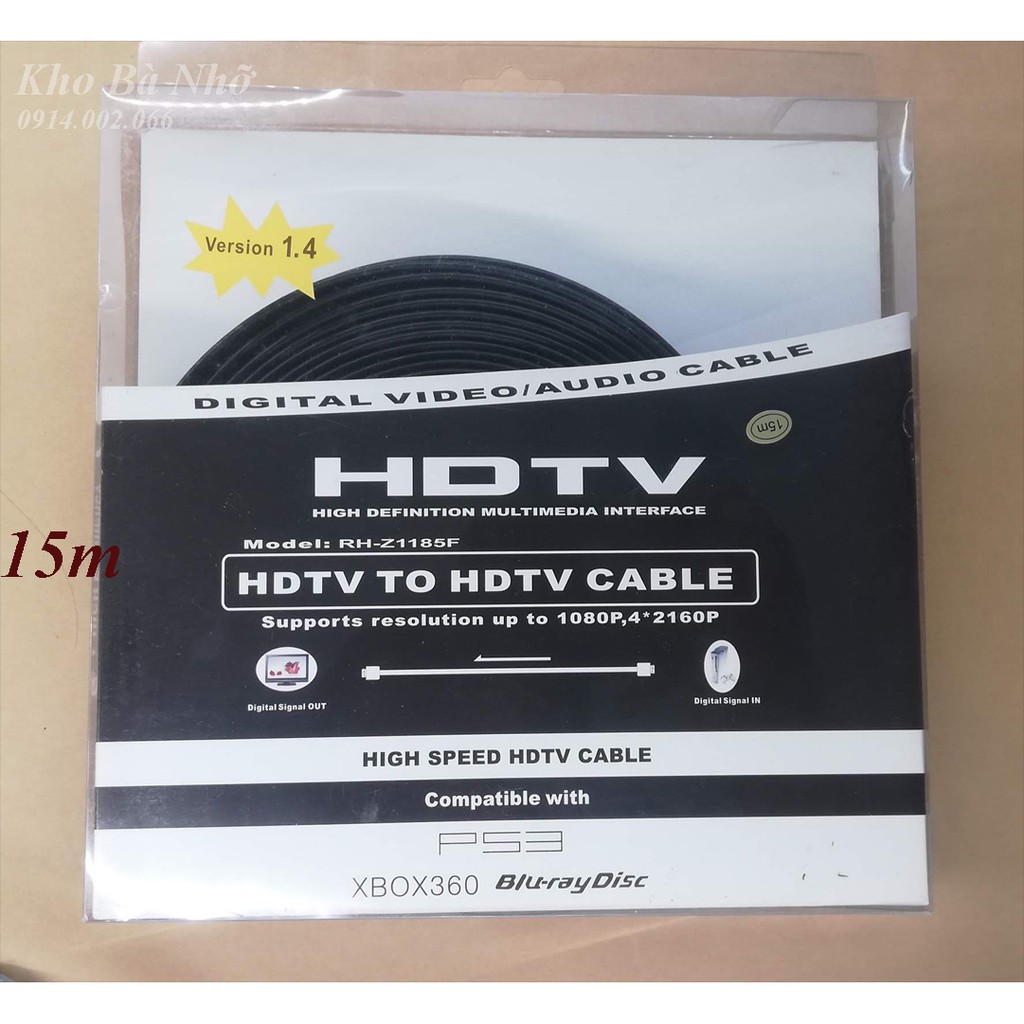 Kho Bà Nhỡ
0914.002.066
Version 1.4
DIGITAL VIDEO/AUDIO CABLE
15m
HDTV
HIGH DEFINITION MULTIMEDIA INTERFACE
15m
Model: RH-Z1185F
HDTV TO HDTV CABLE
Supports resolution up to 1080P,4*2160P
Digital Signal OUT
Digital Signal IN
HIGH SPEED HDTV CABLE
Compatible with
PS3
XBOX360 Blu-rayDisc